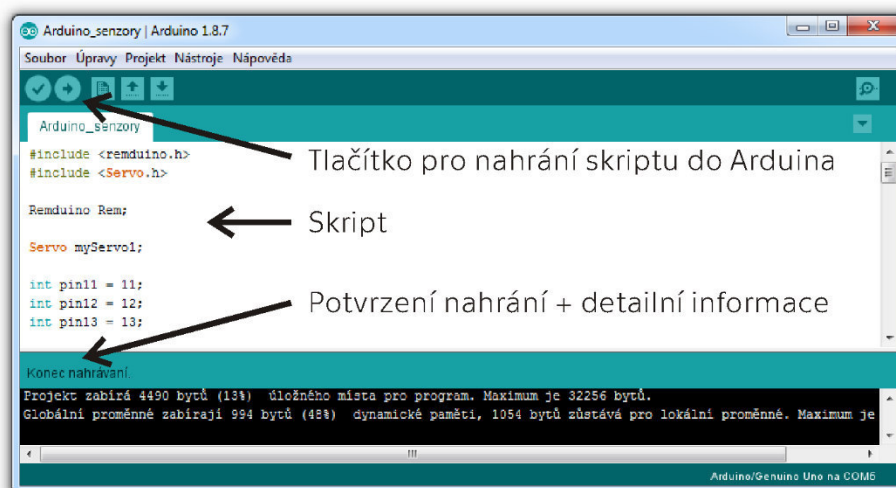 Arduino_senzory | Arduino 1.8.7
Soubor Úpravy Projekt Nástroje Nápověda
Arduino_senzory
#include <remduino.h>
#include <Servo.h>
Tlačítko pro nahrání skriptu do Arduina
Remduino Rem;
Skript
Servo myServo1;
int pin11 = 11;
int pin12 = 12;
int pin13 = 13;
Potvrzení nahrání + detailní informace
Konec nahrávaní.
Projekt zabírá 4490 bytů (13%) úložného místa pro program. Maximum je 32256 bytů.
Globální proměnné zabírají 994 bytů (48%) dynamické paměti, 1054 bytů zůstává pro lokální proměnné. Maximum je
Arduino/Genuino Uno na COM6